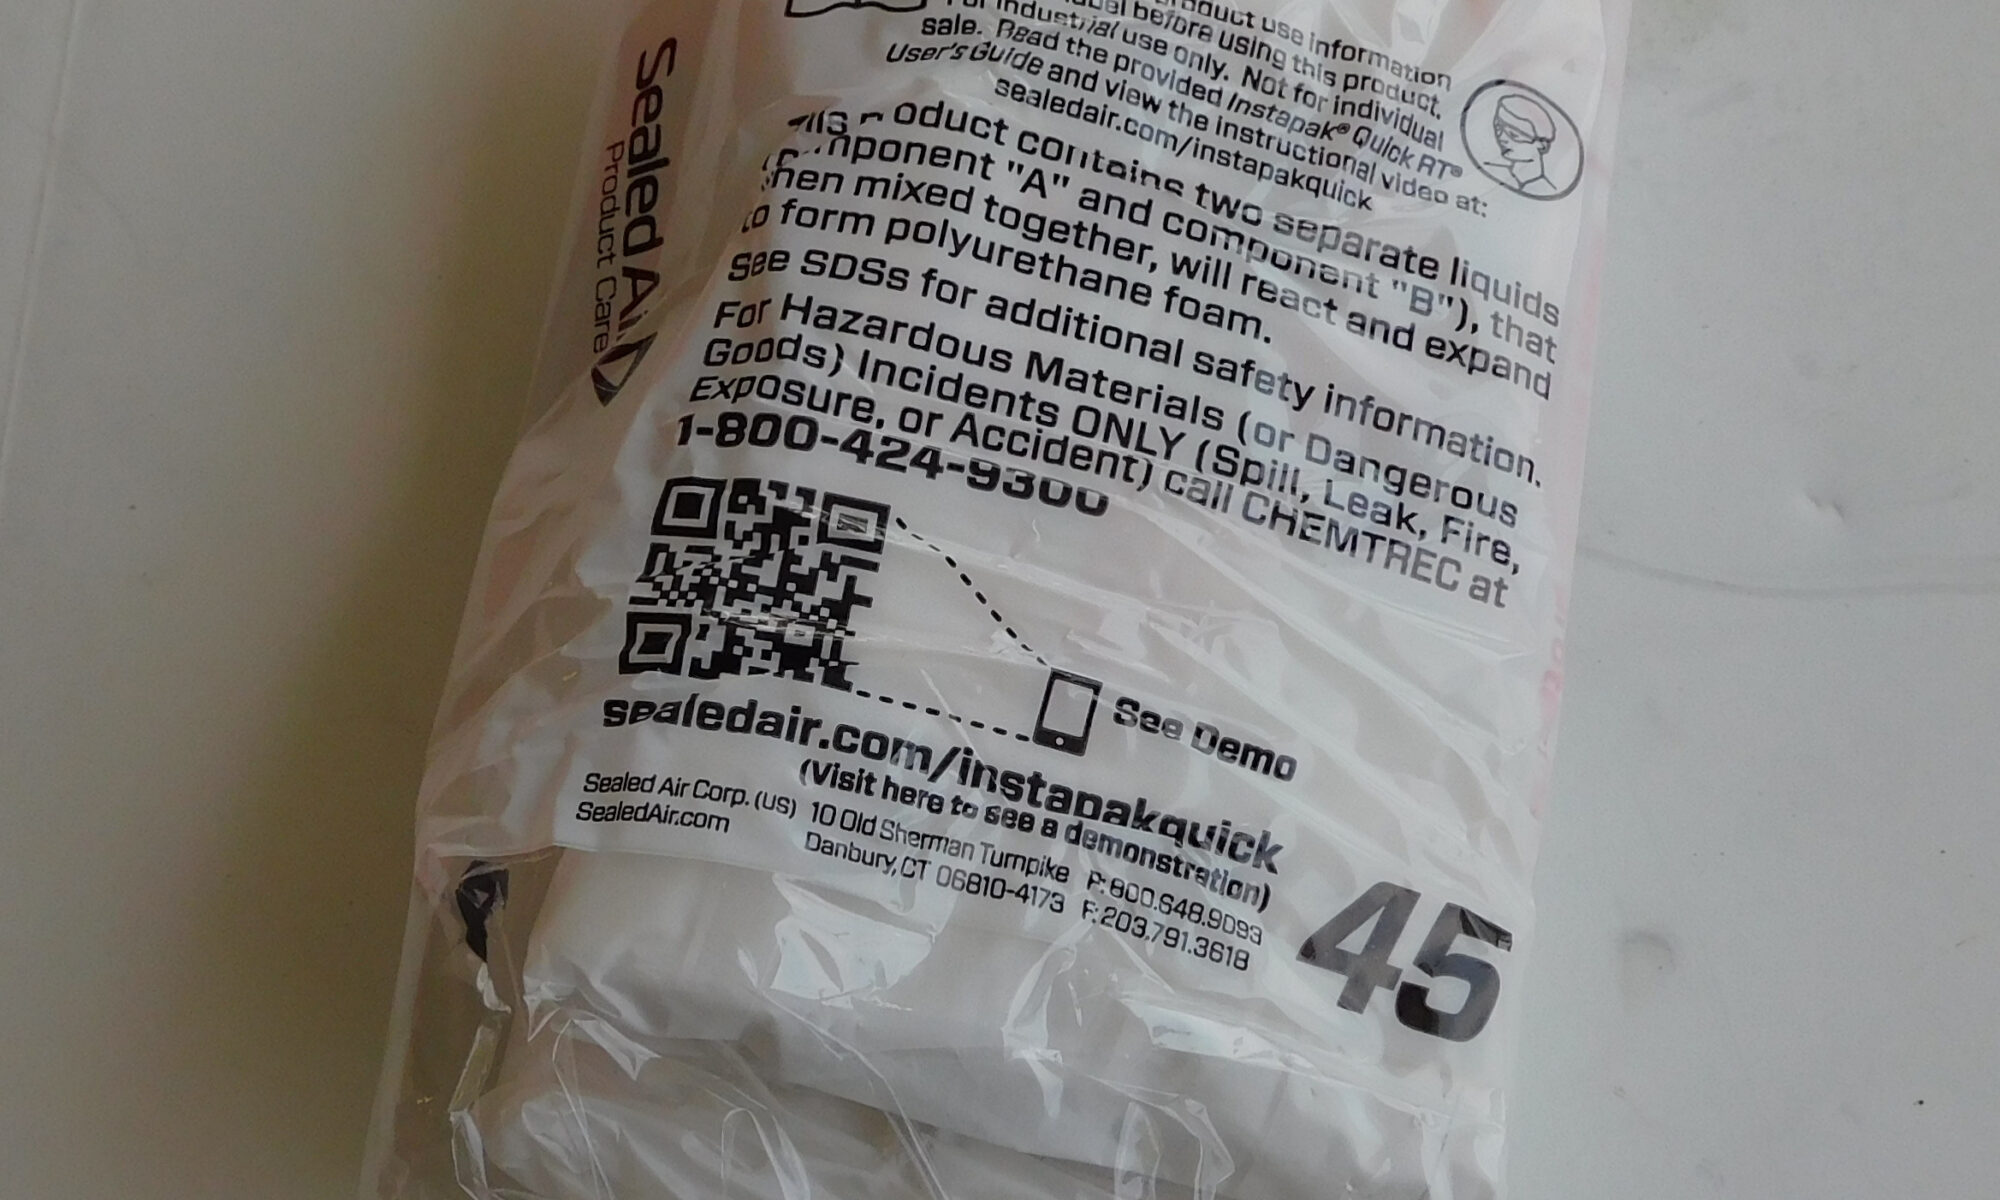 product use information
label before using this product.
For industrial use only. Not for individual
sale. Read the provided Instapak® Quick RT®
User's Guide and view the instructional video at:
sealedair.com/instapakquick
This product contains two separate liquids
component "A" and component "B"), that
when mixed together, will react and expand
to form polyurethane foam.
See SDSs for additional safety information.
For Hazardous Materials (or Dangerous
Goods) Incidents ONLY (Spill, Leak, Fire,
Exposure, or Accident) call CHEMTREC at
1-800-424-9300
See Demo
sealedair.com/instapakquick
(Visit here to see a demonstration)
Sealed Air Corp. (US) 10 Old Sherman Turnpike P: 800.648.9093
SealedAir.com Danbury, CT 06810-4173 F: 203.791.3618
45
Sealed Air
Product Care